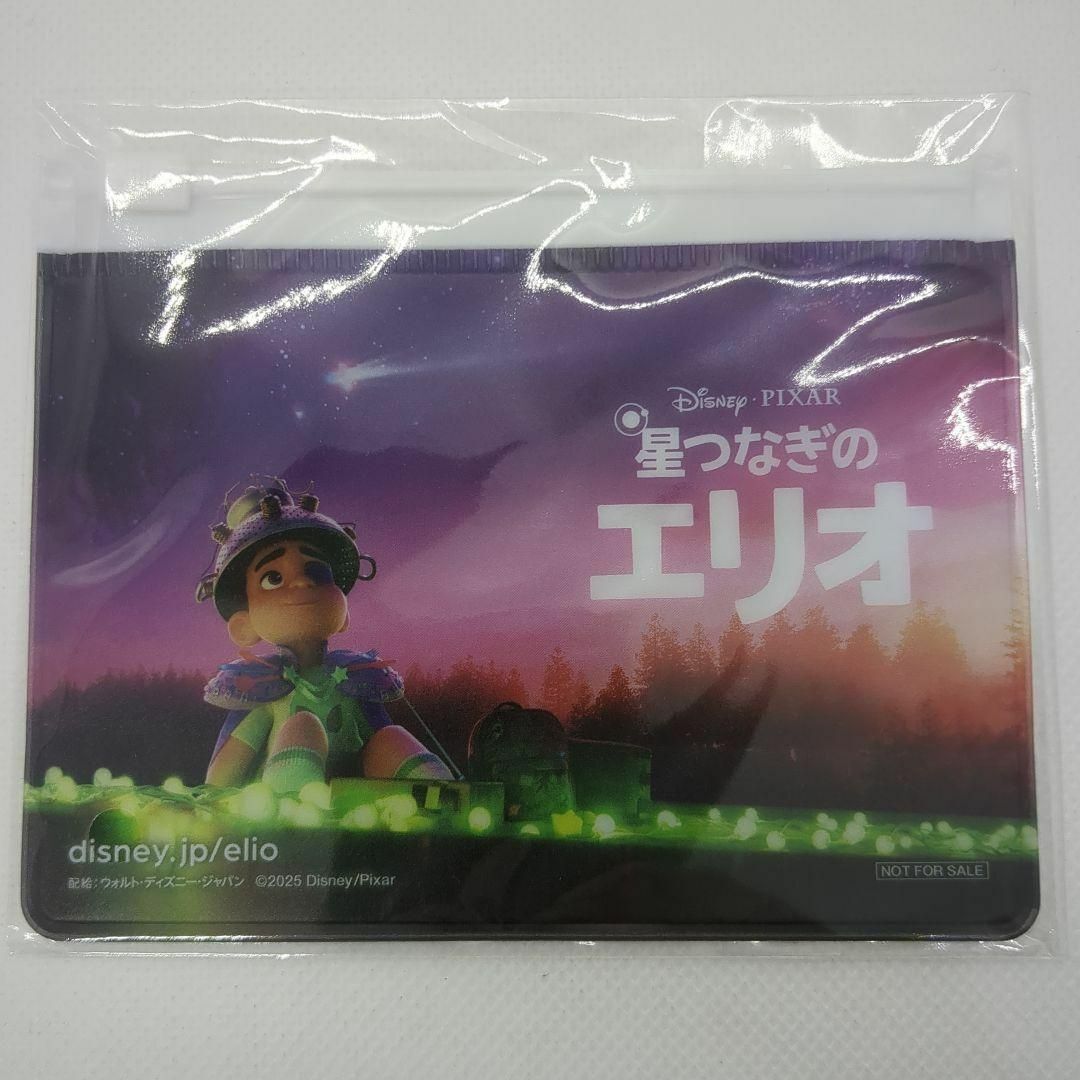 Disney · PIXAR
星つなぎの
エリオ
disney.jp/elio
配給：ウォルト・ディズニー・ジャパン ©2025 Disney/Pixar
NOT FOR SALE